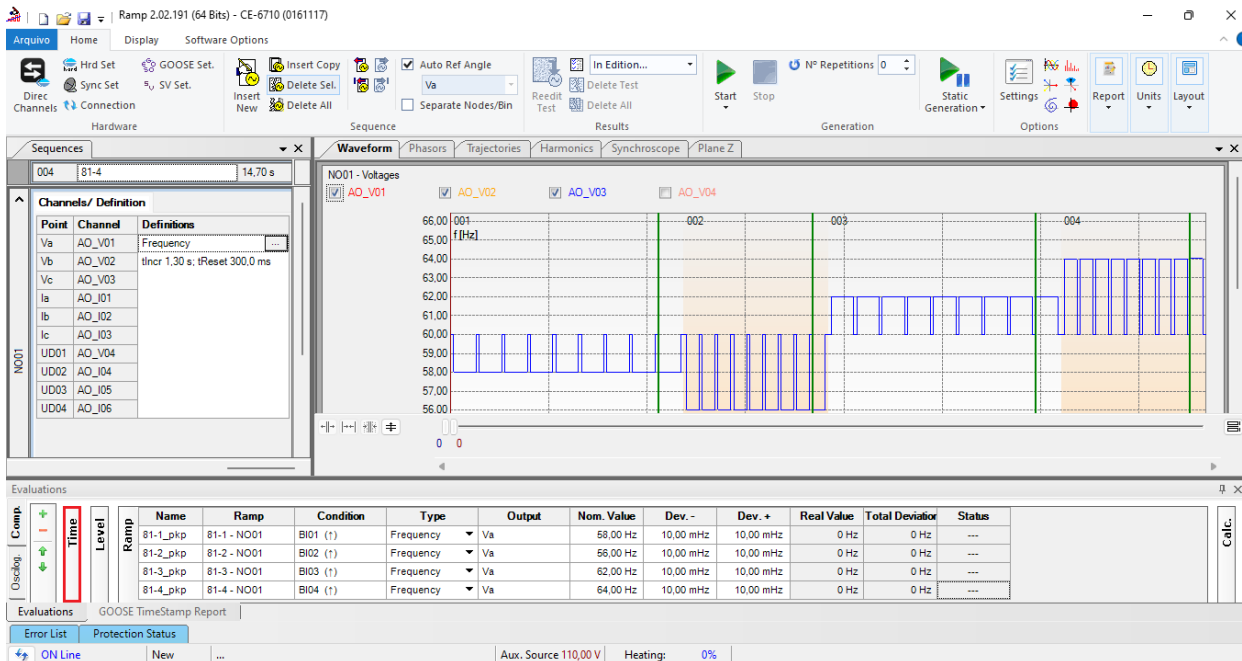 Ramp 2.02.191 (64 Bits) - CE-6710 (0161117)
Arquivo Home Display Software Options
Direc Channels
Hrd Set
Sync Set
Connection
GOOSE Set.
SV Set.
Hardware
Insert New
Insert Copy
Delete Sel.
Delete All
Auto Ref Angle
Va
Separate Nodes/Bin
Sequence
Reedit Test
In Edition...
Delete Test
Delete All
Results
Start
Stop
Nº Repetitions 0
Static Generation
Generation
Settings
Options
Report
Units
Layout
Sequences
004 81-4 14,70 s
Channels/ Definition
Point Channel Definitions
Va AO_V01 Frequency ...
Vb AO_V02 tIncr 1,30 s; tReset 300,0 ms
Vc AO_V03
Ia AO_I01
Ib AO_I02
Ic AO_I03
UD01 AO_V04
UD02 AO_I04
UD03 AO_I05
UD04 AO_I06
NO01
Waveform Phasors Trajectories Harmonics Synchroscope Plane Z
NO01 - Voltages
AO_V01 AO_V02 AO_V03 AO_V04
001 002 003 004
f [Hz]
66,00
65,00
64,00
63,00
62,00
61,00
60,00
59,00
58,00
57,00
56,00
0 0
Evaluations
Comp.
Oscilog.
Time
Level
Ramp
Name Ramp Condition Type Output Nom. Value Dev. - Dev. + Real Value Total Deviation Status
81-1_pkp 81-1 - NO01 BI01 (↑) Frequency Va 58,00 Hz 10,00 mHz 10,00 mHz 0 Hz 0 Hz ---
81-2_pkp 81-2 - NO01 BI02 (↑) Frequency Va 56,00 Hz 10,00 mHz 10,00 mHz 0 Hz 0 Hz ---
81-3_pkp 81-3 - NO01 BI03 (↑) Frequency Va 62,00 Hz 10,00 mHz 10,00 mHz 0 Hz 0 Hz ---
81-4_pkp 81-4 - NO01 BI04 (↑) Frequency Va 64,00 Hz 10,00 mHz 10,00 mHz 0 Hz 0 Hz ---
Calc.
Evaluations GOOSE TimeStamp Report
Error List Protection Status
ON Line New ... Aux. Source 110,00 V Heating: 0%